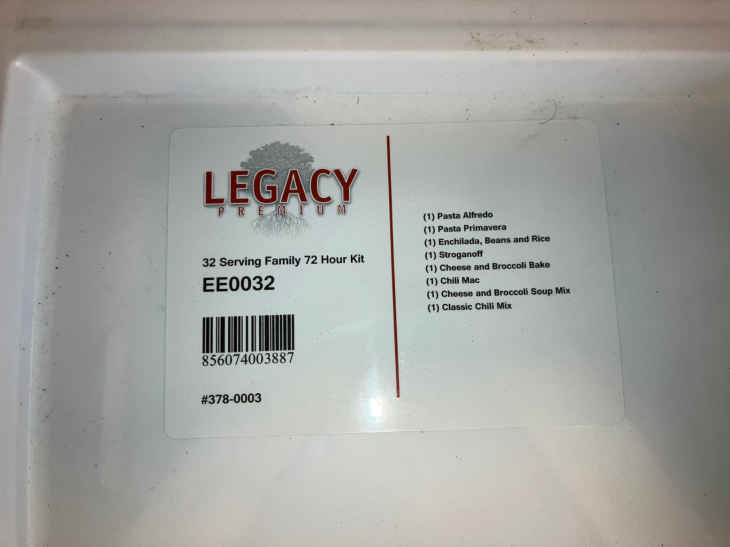 LEGACY
PREMIUM
32 Serving Family 72 Hour Kit
EE0032
856074003887
#378-0003
(1) Pasta Alfredo
(1) Pasta Primavera
(1) Enchilada, Beans and Rice
(1) Stroganoff
(1) Cheese and Broccoli Bake
(1) Chili Mac
(1) Cheese and Broccoli Soup Mix
(1) Classic Chili Mix